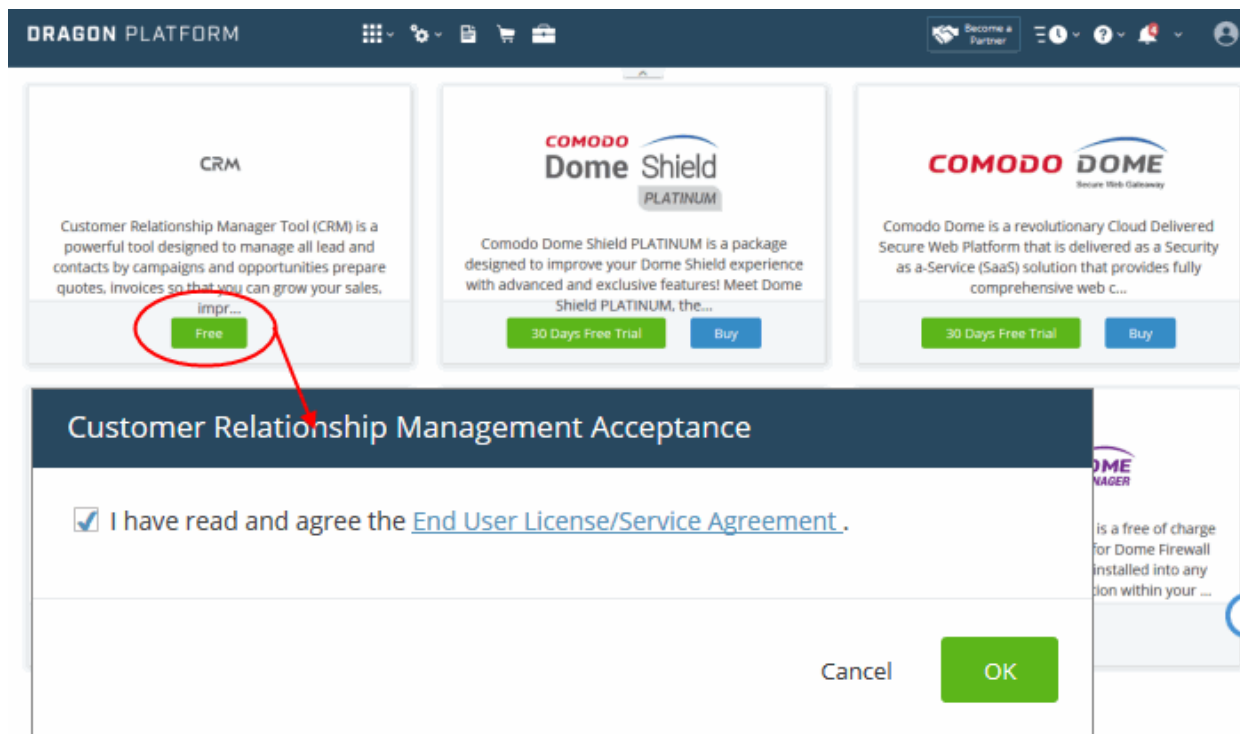 DRAGON PLATFORM
Become a
Partner
CRM
Customer Relationship Manager Tool (CRM) is a
powerful tool designed to manage all lead and
contacts by campaigns and opportunities prepare
quotes, invoices so that you can grow your sales,
impr...
Free
COMODO
Dome Shield
PLATINUM
Comodo Dome Shield PLATINUM is a package
designed to improve your Dome Shield experience
with advanced and exclusive features! Meet Dome
Shield PLATINUM, the...
30 Days Free Trial
Buy
COMODO DOME
Secure Web Gateaway
Comodo Dome is a revolutionary Cloud Delivered
Secure Web Platform that is delivered as a Security
as a-Service (SaaS) solution that provides fully
comprehensive web c...
30 Days Free Trial
Buy
Customer Relationship Management Acceptance
I have read and agree the End User License/Service Agreement .
Cancel
OK
is a free of charge
for Dome Firewall
installed into any
within your ...